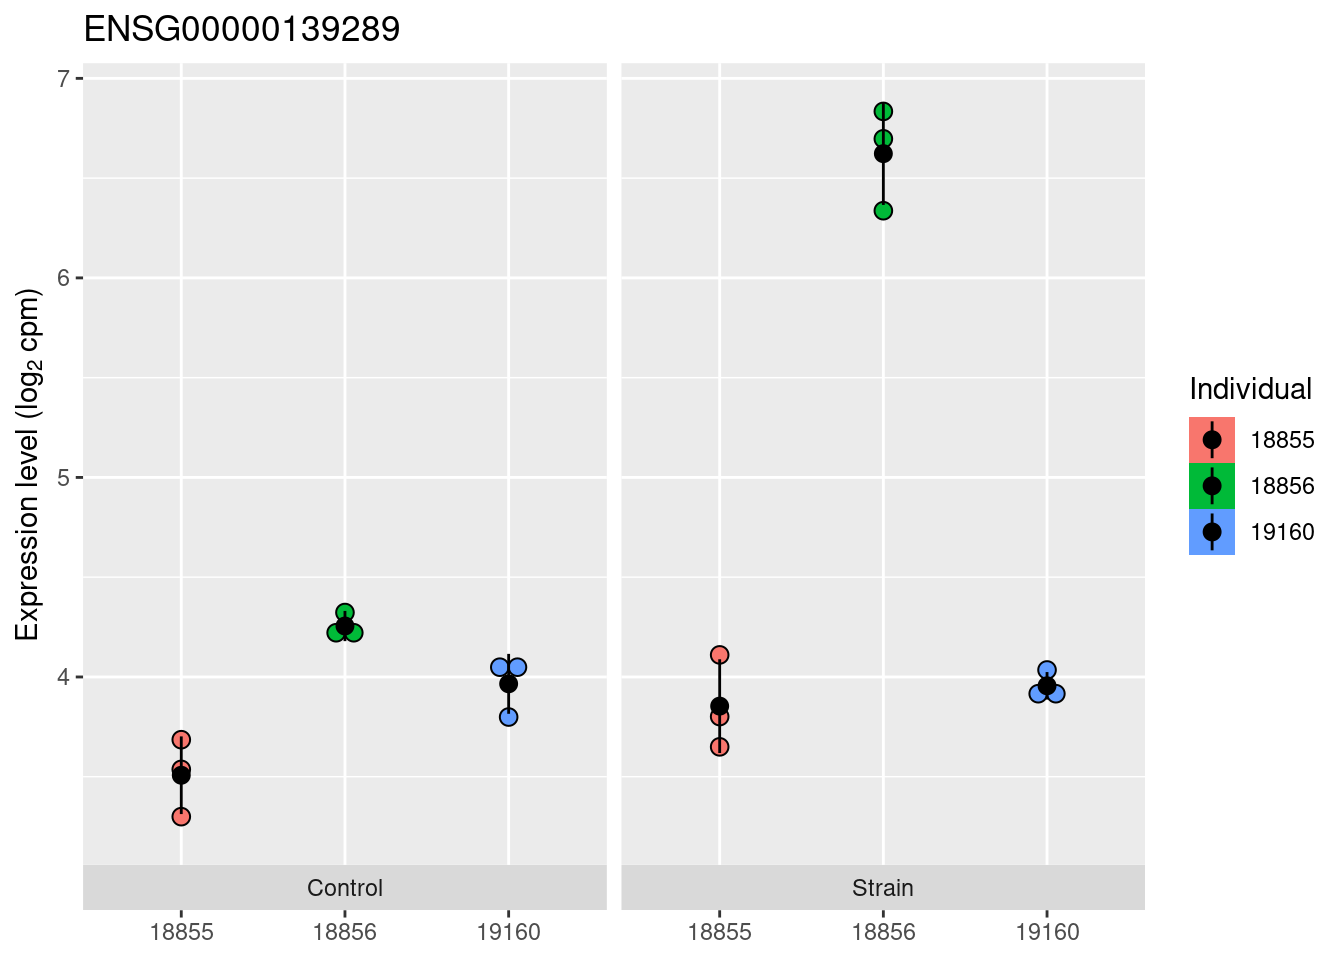 ENSG00000139289
Expression level (log₂ cpm)
7
6
5
4
Control
Strain
18855
18856
19160
18855
18856
19160
Individual
18855
18856
19160